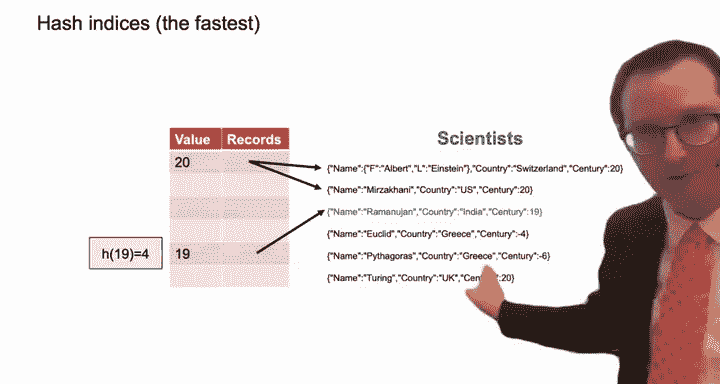 Hash indices (the fastest)
Value Records
20
h(19)=4
19
Scientists
{"Name":{"F":"Albert","L":"Einstein"},"Country":"Switzerland","Century":20}
{"Name":"Mirzakhani","Country":"US","Century":20}
{"Name":"Ramanujan","Country":"India","Century":19}
{"Name":"Euclid","Country":"Greece","Century":-4}
{"Name":"Pythagoras","Country":"Greece","Century":-6}
{"Name":"Turing","Country":"UK", :20}